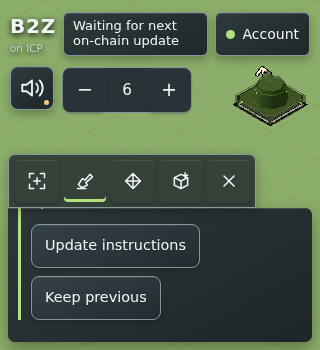 B2Z
on ICP
Waiting for next
on-chain update
Account
6
Update instructions
Keep previous